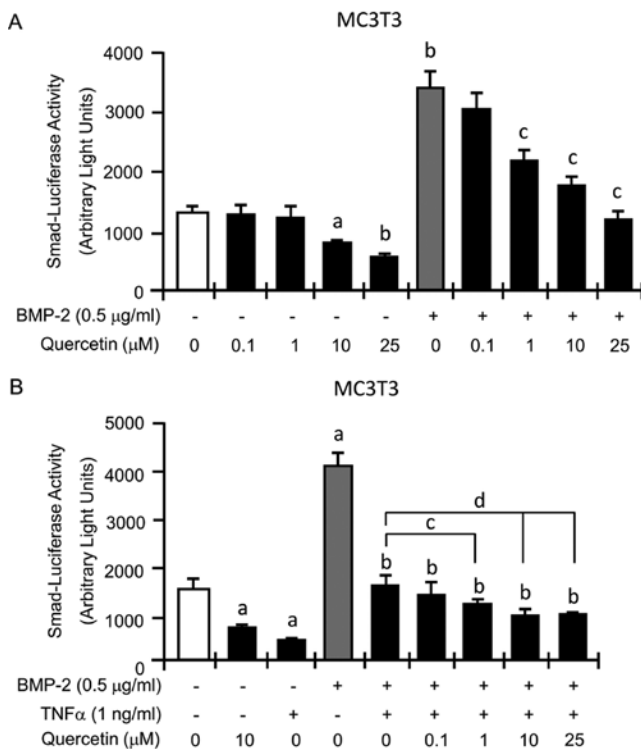 A
MC3T3
Smad-Luciferase Activity
(Arbitrary Light Units)
4000
3000
2000
1000
0
b
c
c
c
a
b
BMP-2 (0.5 μg/ml) - - - - - + + + + +
Quercetin (μM) 0 0.1 1 10 25 0 0.1 1 10 25
B
MC3T3
Smad-Luciferase Activity
(Arbitrary Light Units)
5000
4000
3000
2000
1000
0
a
d
c
a a b b b b b
BMP-2 (0.5 μg/ml) - - - + + + + + +
TNFα (1 ng/ml) - - + - + + + + +
Quercetin (μM) 0 10 0 0 0 0.1 1 10 25